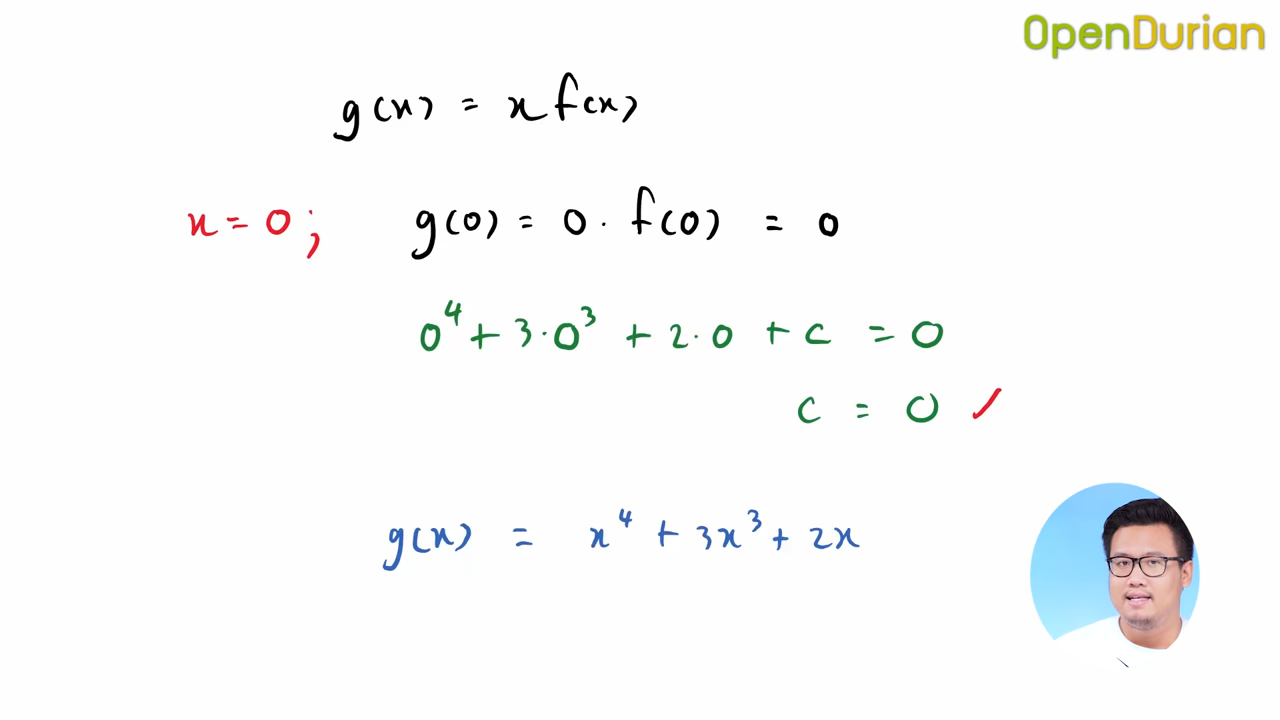 OpenDurian
g(x) = x f(x)
x = 0 ; g(0) = 0 · f(0) = 0
0⁴ + 3·0³ + 2·0 + c = 0
c = 0 ✓
g(x) = x⁴ + 3x³ + 2x